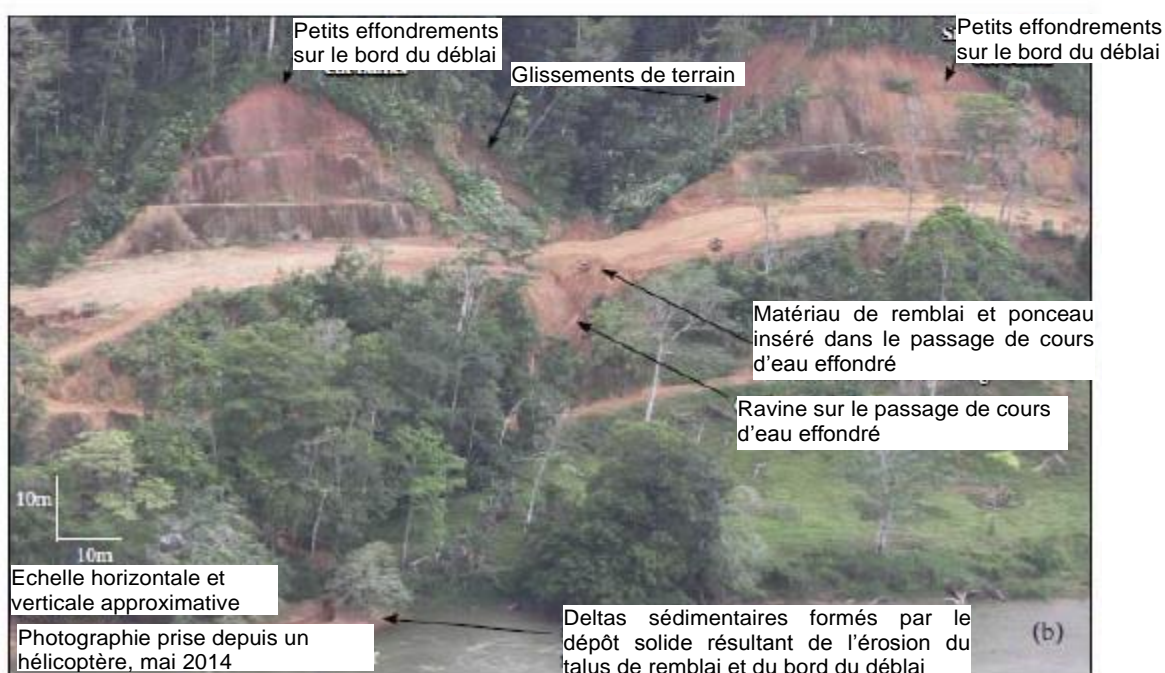 Petits effondrements
sur le bord du déblai
Petits effondrements
sur le bord du déblai
Glissements de terrain
Matériau de remblai et ponceau
inséré dans le passage de cours
d'eau effondré
Ravine sur le passage de cours
d'eau effondré
10m
10m
Echelle horizontale et
verticale approximative
Photographie prise depuis un
hélicoptère, mai 2014
Deltas sédimentaires formés par le
dépôt solide résultant de l'érosion du
talus de remblai et du bord du déblai
(b)